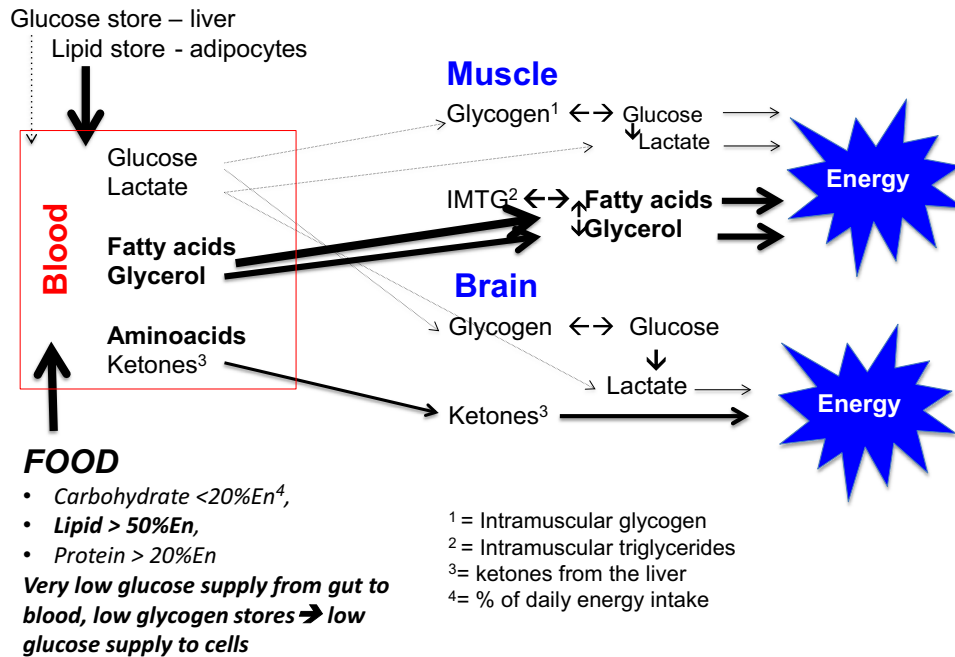 Glucose store – liver
Lipid store - adipocytes
Blood
Glucose
Lactate
Fatty acids
Glycerol
Aminoacids
Ketones³
Muscle
Glycogen¹ ←→ Glucose
Lactate
IMTG² ←→ Fatty acids
Glycerol
Energy
Brain
Glycogen ←→ Glucose
Lactate
Ketones³
Energy
FOOD
• Carbohydrate <20%En⁴,
• Lipid > 50%En,
• Protein > 20%En
Very low glucose supply from gut to
blood, low glycogen stores ➔ low
glucose supply to cells
¹ = Intramuscular glycogen
² = Intramuscular triglycerides
³= ketones from the liver
⁴= % of daily energy intake